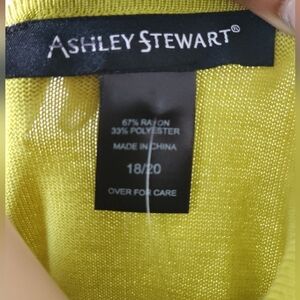 ASHLEY STEWART®
67% RAYON
33% POLYESTER
MADE IN CHINA
18/20
OVER FOR CARE